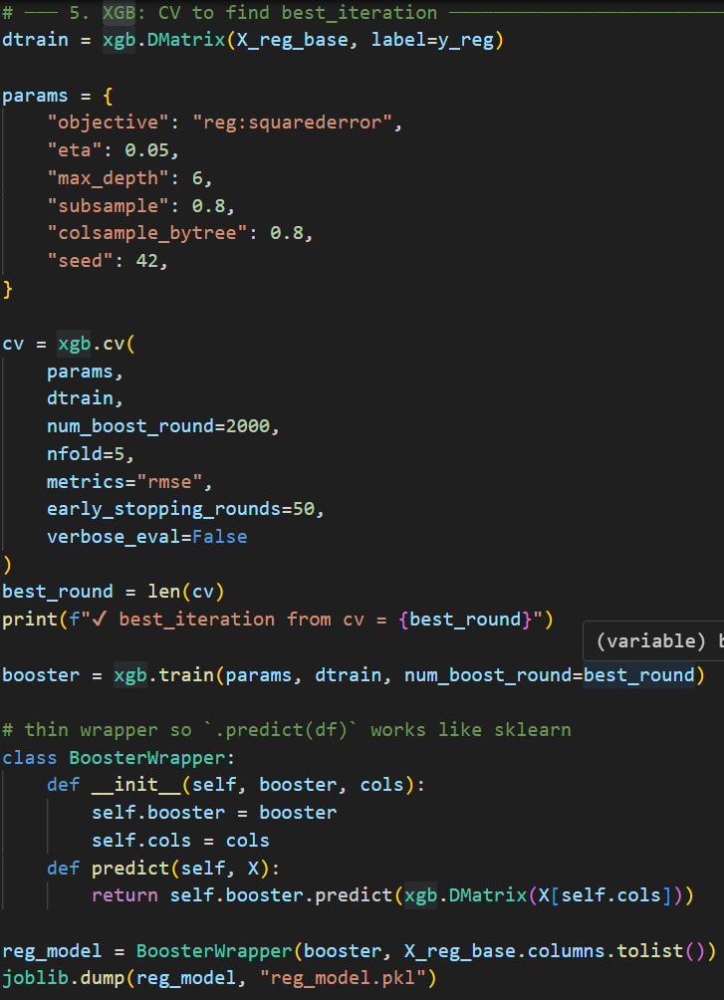 # ── 5. XGB: CV to find best_iteration ──────────────────
dtrain = xgb.DMatrix(X_reg_base, label=y_reg)

params = {
    "objective": "reg:squarederror",
    "eta": 0.05,
    "max_depth": 6,
    "subsample": 0.8,
    "colsample_bytree": 0.8,
    "seed": 42,
}

cv = xgb.cv(
    params,
    dtrain,
    num_boost_round=2000,
    nfold=5,
    metrics="rmse",
    early_stopping_rounds=50,
    verbose_eval=False
)
best_round = len(cv)
print(f"✓ best_iteration from cv = {best_round}")
(variable) b
booster = xgb.train(params, dtrain, num_boost_round=best_round)

# thin wrapper so `.predict(df)` works like sklearn
class BoosterWrapper:
    def __init__(self, booster, cols):
        self.booster = booster
        self.cols = cols
    def predict(self, X):
        return self.booster.predict(xgb.DMatrix(X[self.cols]))

reg_model = BoosterWrapper(booster, X_reg_base.columns.tolist())
joblib.dump(reg_model, "reg_model.pkl")